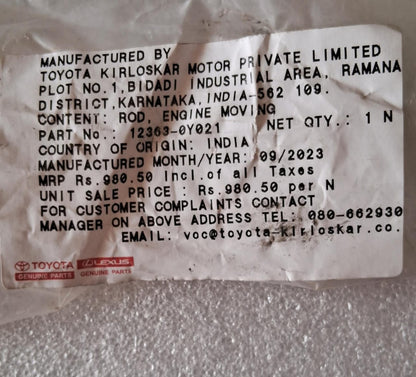 MANUFACTURED BY
TOYOTA KIRLOSKAR MOTOR PRIVATE LIMITED
PLOT NO.1,BIDADI INDUSTRIAL AREA, RAMANA
DISTRICT,KARNATAKA,INDIA-562 109.
CONTENT: ROD, ENGINE MOVING
PART No.: 12363-0Y021 NET QTY.: 1 N
COUNTRY OF ORIGIN: INDIA
MANUFACTURED MONTH/YEAR: 09/2023
MRP Rs.980.50 Incl.of all Taxes
UNIT SALE PRICE : Rs.980.50 per N
FOR CUSTOMER COMPLAINTS CONTACT
MANAGER ON ABOVE ADDRESS TEL: 080-662930
EMAIL: voc@toyota-kirloskar.co.
TOYOTA LEXUS
GENUINE PARTS GENUINE PARTS